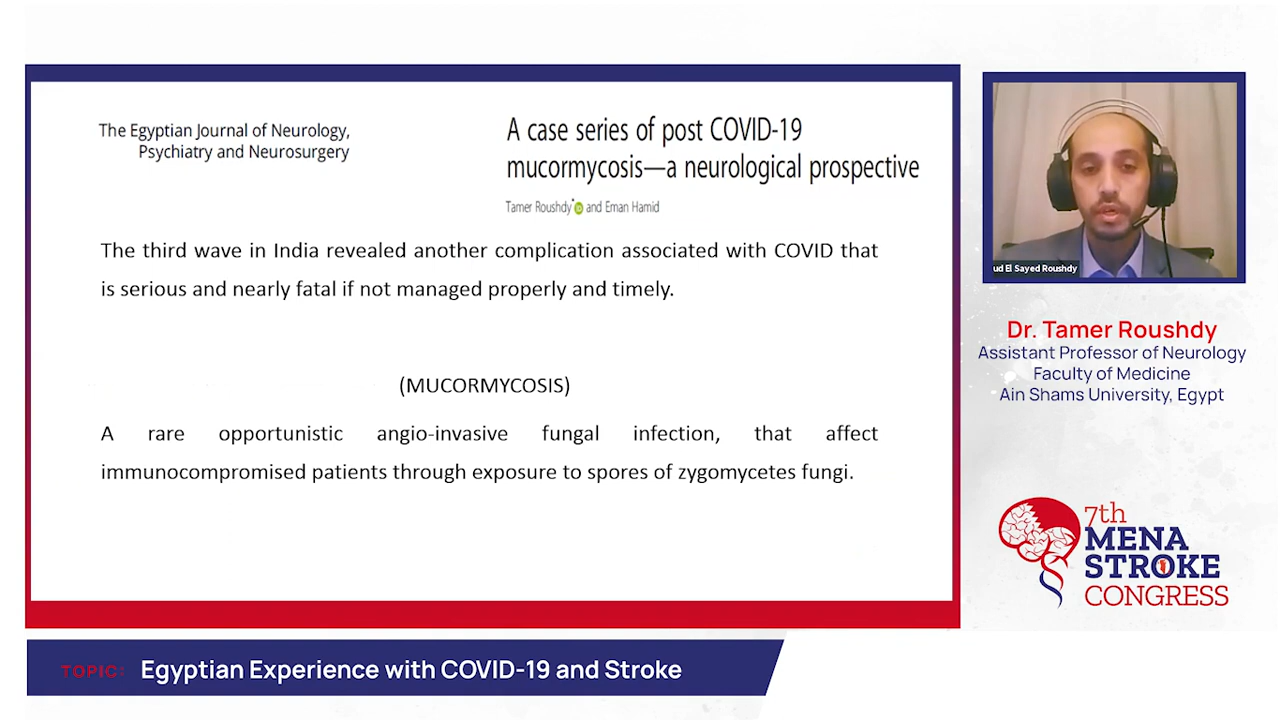 The Egyptian Journal of Neurology,
Psychiatry and Neurosurgery
A case series of post COVID-19
mucormycosis—a neurological prospective
Tamer Roushdy* and Eman Hamid
The third wave in India revealed another complication associated with COVID that
is serious and nearly fatal if not managed properly and timely.
(MUCORMYCOSIS)
A rare opportunistic angio-invasive fungal infection, that affect
immunocompromised patients through exposure to spores of zygomycetes fungi.
ud El Sayed Roushdy
Dr. Tamer Roushdy
Assistant Professor of Neurology
Faculty of Medicine
Ain Shams University, Egypt
7th
MENA
STROKE
CONGRESS
TOPIC: Egyptian Experience with COVID-19 and Stroke